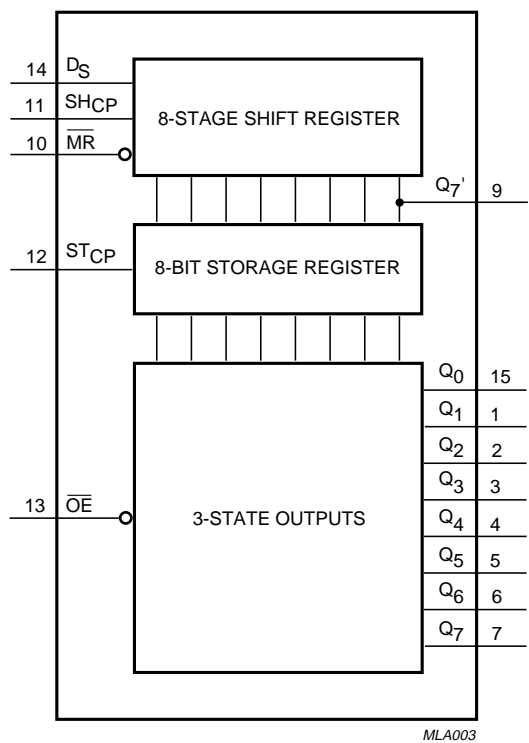 14 DS
11 SHCP
10 MR
8-STAGE SHIFT REGISTER
Q7' 9
12 STCP
8-BIT STORAGE REGISTER
Q0 15
Q1 1
Q2 2
Q3 3
13 OE
3-STATE OUTPUTS
Q4 4
Q5 5
Q6 6
Q7 7
MLA003